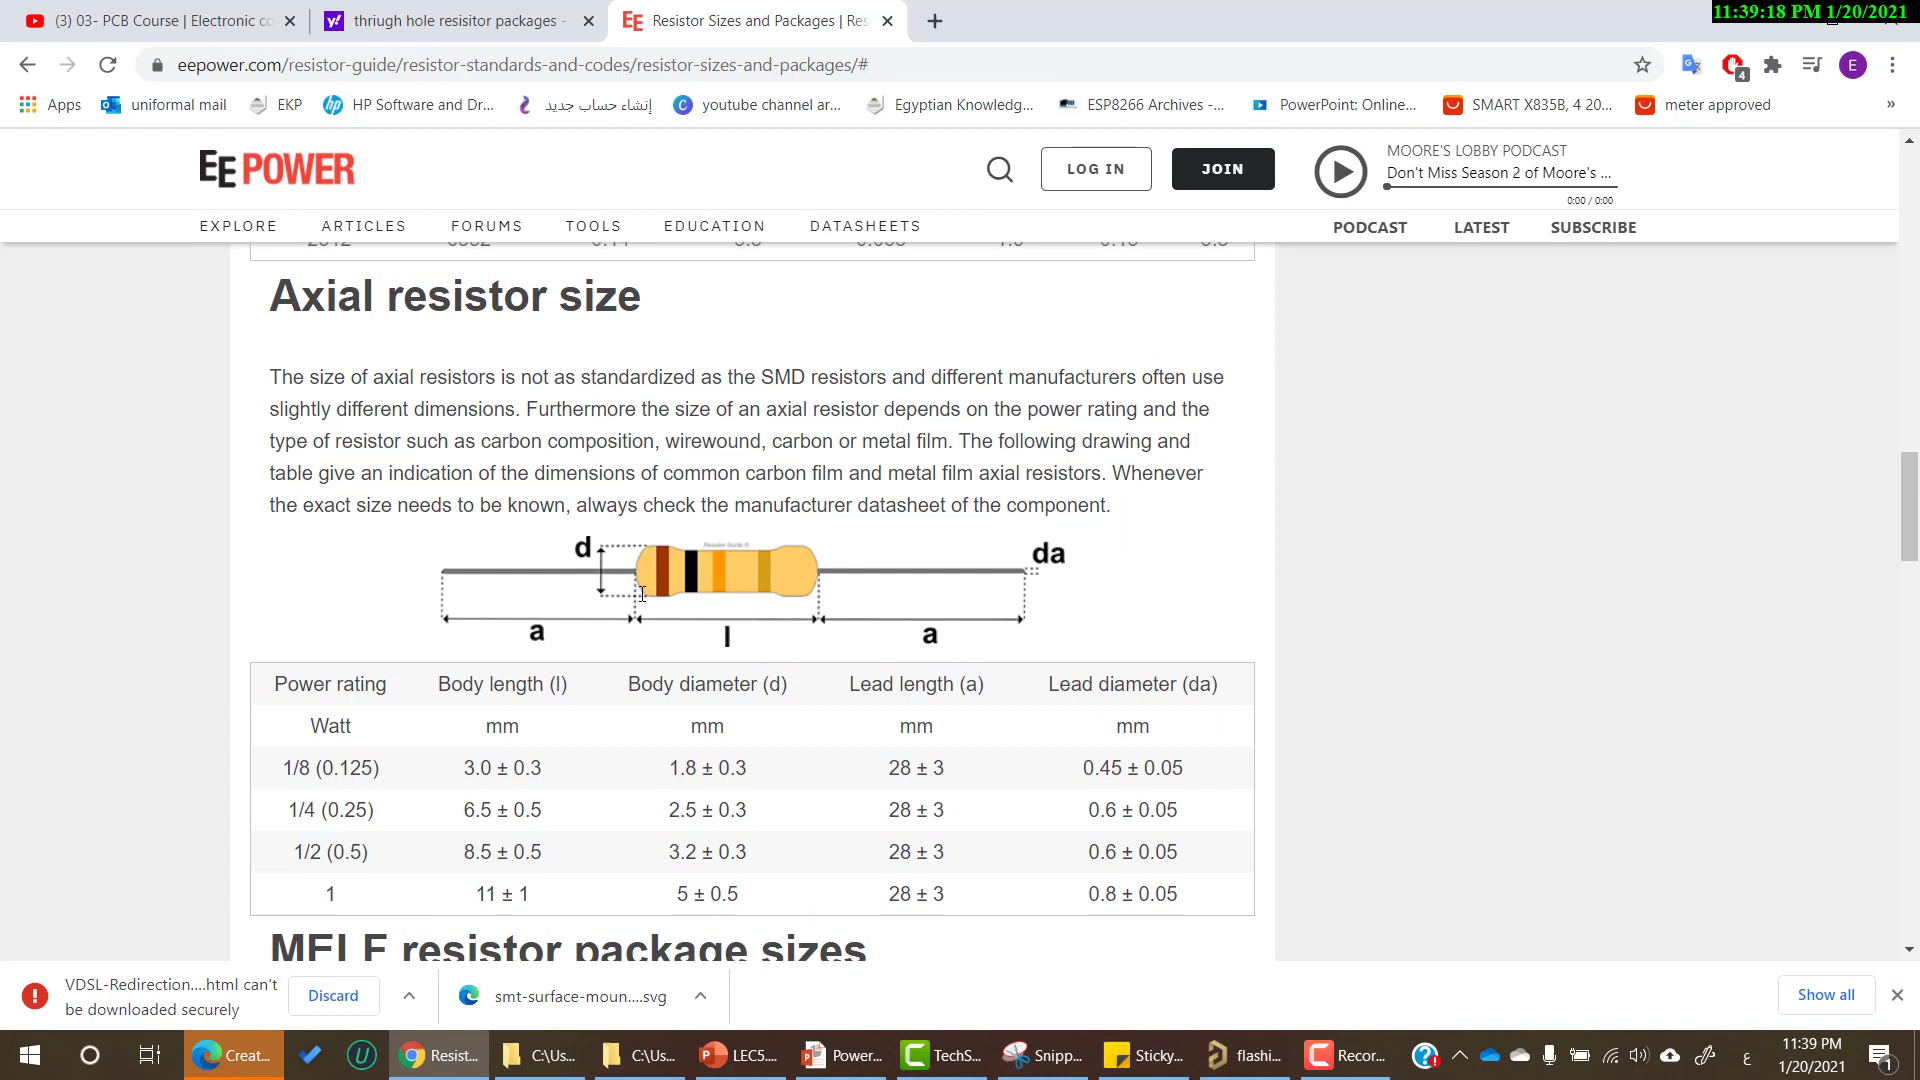 11:39:18 PM 1/20/2021
(3) 03- PCB Course | Electronic co
thriugh hole resisitor packages -
EE Resistor Sizes and Packages | Res
eepower.com/resistor-guide/resistor-standards-and-codes/resistor-sizes-and-packages/#
4
E
Apps
uniformal mail
EKP
HP Software and Dr...
إنشاء حساب جديد
youtube channel ar...
Egyptian Knowledg...
ESP8266 Archives -...
PowerPoint: Online...
SMART X835B, 4 20...
meter approved
EE POWER
LOG IN
JOIN
MOORE'S LOBBY PODCAST
Don't Miss Season 2 of Moore's ...
0:00 / 0:00
EXPLORE ARTICLES FORUMS TOOLS EDUCATION DATASHEETS
PODCAST LATEST SUBSCRIBE
Axial resistor size
The size of axial resistors is not as standardized as the SMD resistors and different manufacturers often use
slightly different dimensions. Furthermore the size of an axial resistor depends on the power rating and the
type of resistor such as carbon composition, wirewound, carbon or metal film. The following drawing and
table give an indication of the dimensions of common carbon film and metal film axial resistors. Whenever
the exact size needs to be known, always check the manufacturer datasheet of the component.
d
da
a
l
a
Power rating Body length (l) Body diameter (d) Lead length (a) Lead diameter (da)
Watt mm mm mm mm
1/8 (0.125) 3.0 ± 0.3 1.8 ± 0.3 28 ± 3 0.45 ± 0.05
1/4 (0.25) 6.5 ± 0.5 2.5 ± 0.3 28 ± 3 0.6 ± 0.05
1/2 (0.5) 8.5 ± 0.5 3.2 ± 0.3 28 ± 3 0.6 ± 0.05
1 11 ± 1 5 ± 0.5 28 ± 3 0.8 ± 0.05
MELF resistor package sizes
VDSL-Redirection....html can't
be downloaded securely
Discard
smt-surface-moun....svg
Show all
Creat...
Resist...
C:\Us...
C:\Us...
LEC5...
Power...
TechS...
Snipp...
Sticky...
flashi...
Recor...
ع
11:39 PM
1/20/2021
1